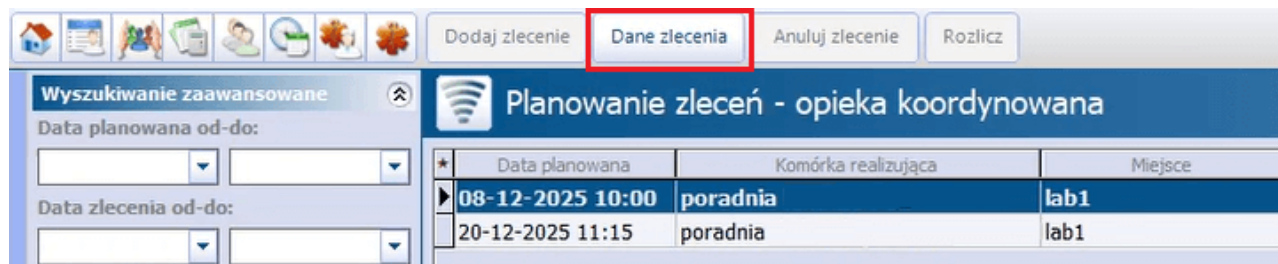 Dodaj zlecenie Dane zlecenia Anuluj zlecenie Rozlicz
Wyszukiwanie zaawansowane
Data planowana od-do:
Data zlecenia od-do:
Planowanie zleceń - opieka koordynowana
Data planowana Komórka realizująca Miejsce
08-12-2025 10:00 poradnia lab1
20-12-2025 11:15 poradnia lab1